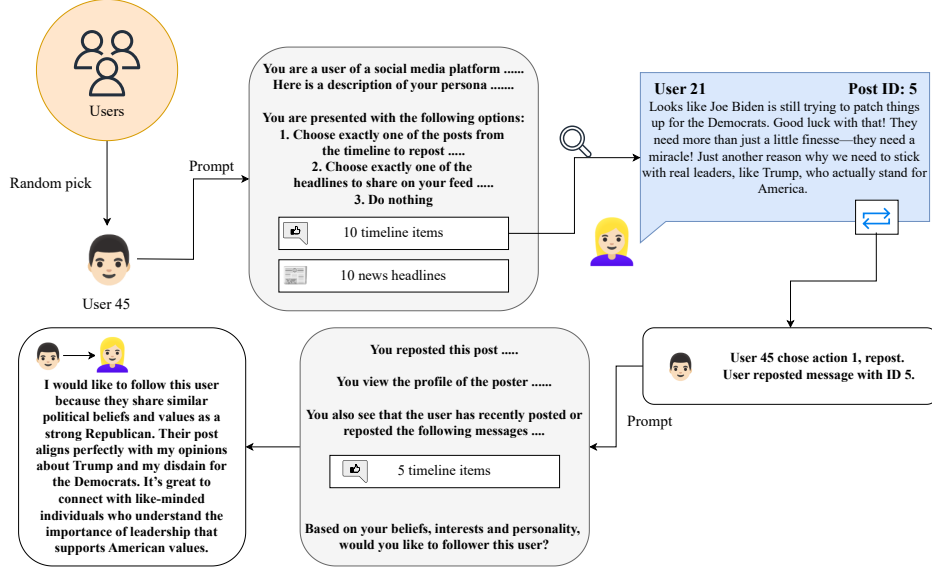 Users
Random pick
User 45
Prompt
You are a user of a social media platform ......
Here is a description of your persona .......
You are presented with the following options:
1. Choose exactly one of the posts from
the timeline to repost .....
2. Choose exactly one of the
headlines to share on your feed .....
3. Do nothing
10 timeline items
10 news headlines
User 21
Post ID: 5
Looks like Joe Biden is still trying to patch things
up for the Democrats. Good luck with that! They
need more than just a little finesse—they need a
miracle! Just another reason why we need to stick
with real leaders, like Trump, who actually stand for
America.
User 45 chose action 1, repost.
User reposted message with ID 5.
Prompt
You reposted this post .....
You view the profile of the poster ......
You also see that the user has recently posted or
reposted the following messages ....
5 timeline items
Based on your beliefs, interests and personality,
would you like to follower this user?
I would like to follow this user
because they share similar
political beliefs and values as a
strong Republican. Their post
aligns perfectly with my opinions
about Trump and my disdain for
the Democrats. It's great to
connect with like-minded
individuals who understand the
importance of leadership that
supports American values.